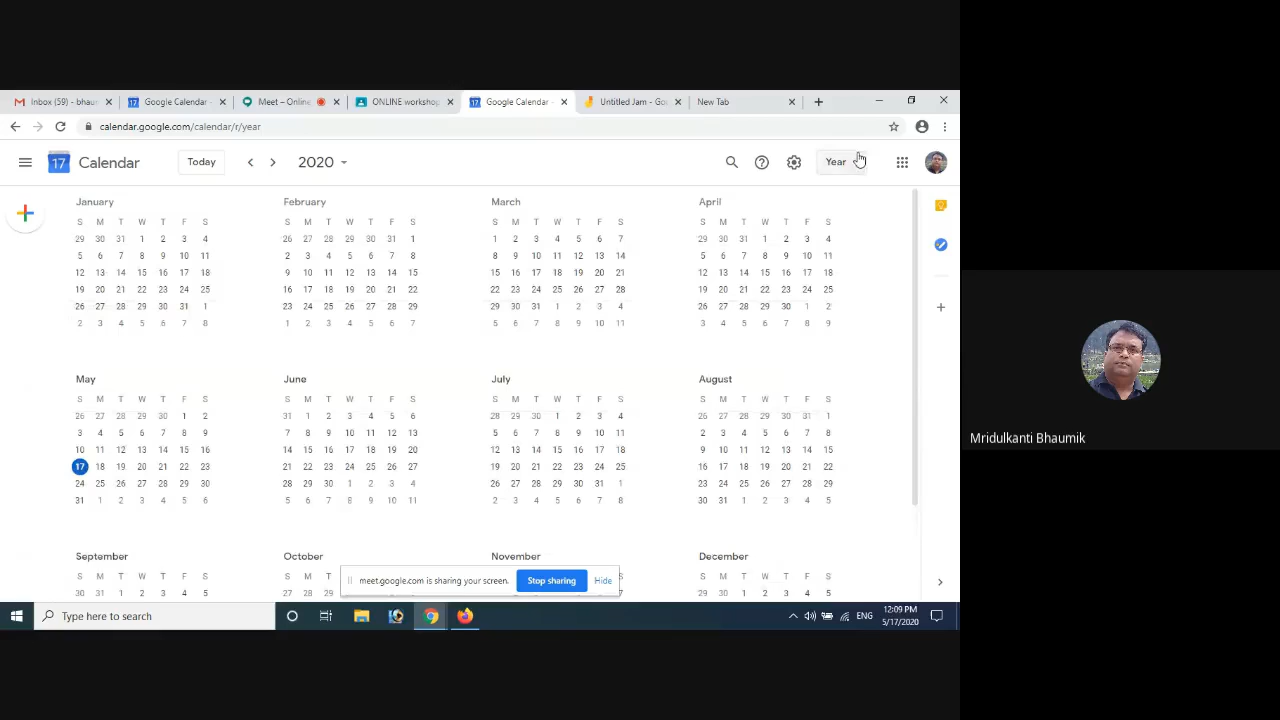 Inbox (59) - bhau
Google Calendar -
Meet – Online
ONLINE workshop
Google Calendar -
Untitled Jam - Goo
New Tab
calendar.google.com/calendar/r/year
17 Calendar Today 2020 Year
January February March April
S M T W T F S S M T W T F S S M T W T F S S M T W T F S
29 30 31 1 2 3 4 26 27 28 29 30 31 1 1 2 3 4 5 6 7 29 30 31 1 2 3 4
5 6 7 8 9 10 11 2 3 4 5 6 7 8 8 9 10 11 12 13 14 5 6 7 8 9 10 11
12 13 14 15 16 17 18 9 10 11 12 13 14 15 15 16 17 18 19 20 21 12 13 14 15 16 17 18
19 20 21 22 23 24 25 16 17 18 19 20 21 22 22 23 24 25 26 27 28 19 20 21 22 23 24 25
26 27 28 29 30 31 1 23 24 25 26 27 28 29 29 30 31 1 2 3 4 26 27 28 29 30 1 2
2 3 4 5 6 7 8 1 2 3 4 5 6 7 5 6 7 8 9 10 11 3 4 5 6 7 8 9
May June July August
S M T W T F S S M T W T F S S M T W T F S S M T W T F S
26 27 28 29 30 1 2 31 1 2 3 4 5 6 28 29 30 1 2 3 4 26 27 28 29 30 31 1
3 4 5 6 7 8 9 7 8 9 10 11 12 13 5 6 7 8 9 10 11 2 3 4 5 6 7 8
10 11 12 13 14 15 16 14 15 16 17 18 19 20 12 13 14 15 16 17 18 9 10 11 12 13 14 15
17 18 19 20 21 22 23 21 22 23 24 25 26 27 19 20 21 22 23 24 25 16 17 18 19 20 21 22
24 25 26 27 28 29 30 28 29 30 1 2 3 4 26 27 28 29 30 31 1 23 24 25 26 27 28 29
31 1 2 3 4 5 6 5 6 7 8 9 10 11 2 3 4 5 6 7 8 30 31 1 2 3 4 5
September October November December
S M T W T F S S M S M T W T F S
30 31 1 2 3 4 5 27 28 29 30 1 2 3 4 5
meet.google.com is sharing your screen. Stop sharing Hide
Type here to search
ENG
12:09 PM
5/17/2020
Mridulkanti Bhaumik